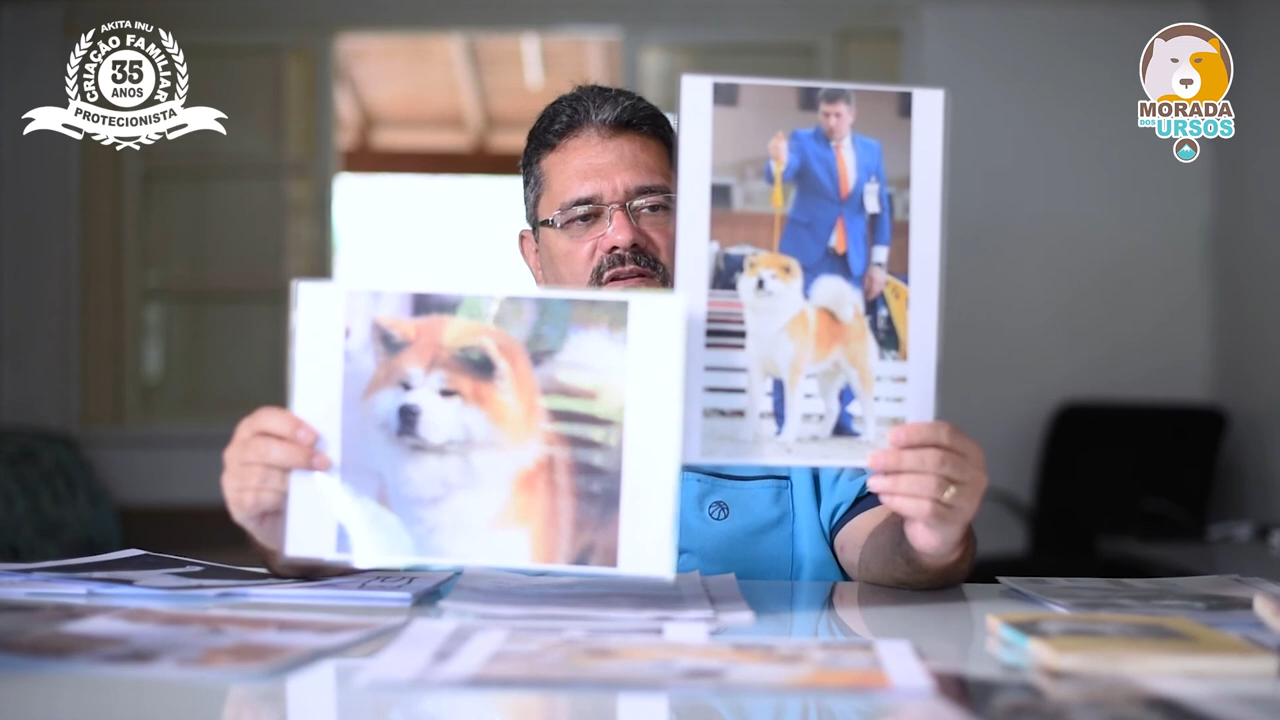 AKITA INU
CRIAÇÃO FAMILIAR
35
ANOS
PROTECIONISTA
MORADA
DOS
URSOS